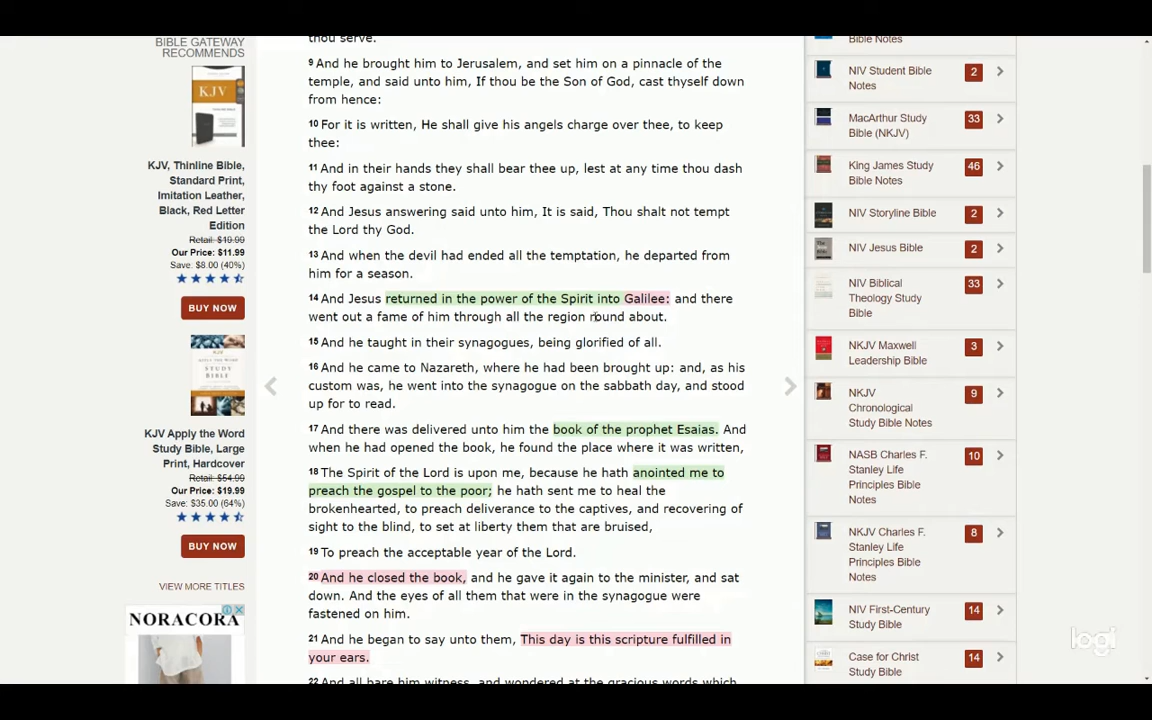 BIBLE GATEWAY
RECOMMENDS
KJV
KJV, Thinline Bible,
Standard Print,
Imitation Leather,
Black, Red Letter
Edition
Retail: $19.99
Our Price: $11.99
Save: $8.00 (40%)
BUY NOW
KJV Apply the Word
Study Bible, Large
Print, Hardcover
Retail: $54.99
Our Price: $19.99
Save: $35.00 (64%)
BUY NOW
VIEW MORE TITLES
NORACORA
thou serve.
9 And he brought him to Jerusalem, and set him on a pinnacle of the
temple, and said unto him, If thou be the Son of God, cast thyself down
from hence:
10 For it is written, He shall give his angels charge over thee, to keep
thee:
11 And in their hands they shall bear thee up, lest at any time thou dash
thy foot against a stone.
12 And Jesus answering said unto him, It is said, Thou shalt not tempt
the Lord thy God.
13 And when the devil had ended all the temptation, he departed from
him for a season.
14 And Jesus returned in the power of the Spirit into Galilee: and there
went out a fame of him through all the region round about.
15 And he taught in their synagogues, being glorified of all.
16 And he came to Nazareth, where he had been brought up: and, as his
custom was, he went into the synagogue on the sabbath day, and stood
up for to read.
17 And there was delivered unto him the book of the prophet Esaias. And
when he had opened the book, he found the place where it was written,
18 The Spirit of the Lord is upon me, because he hath anointed me to
preach the gospel to the poor; he hath sent me to heal the
brokenhearted, to preach deliverance to the captives, and recovering of
sight to the blind, to set at liberty them that are bruised,
19 To preach the acceptable year of the Lord.
20 And he closed the book, and he gave it again to the minister, and sat
down. And the eyes of all them that were in the synagogue were
fastened on him.
21 And he began to say unto them, This day is this scripture fulfilled in
your ears.
22 And all bare him witness, and wondered at the gracious words which
Bible Notes
NIV Student Bible
Notes
2
MacArthur Study
Bible (NKJV)
33
King James Study
Bible Notes
46
NIV Storyline Bible
2
NIV Jesus Bible
2
NIV Biblical
Theology Study
Bible
33
NKJV Maxwell
Leadership Bible
3
NKJV
Chronological
Study Bible Notes
9
NASB Charles F.
Stanley Life
Principles Bible
Notes
10
NKJV Charles F.
Stanley Life
Principles Bible
Notes
8
NIV First-Century
Study Bible
14
Case for Christ
Study Bible
14
logi